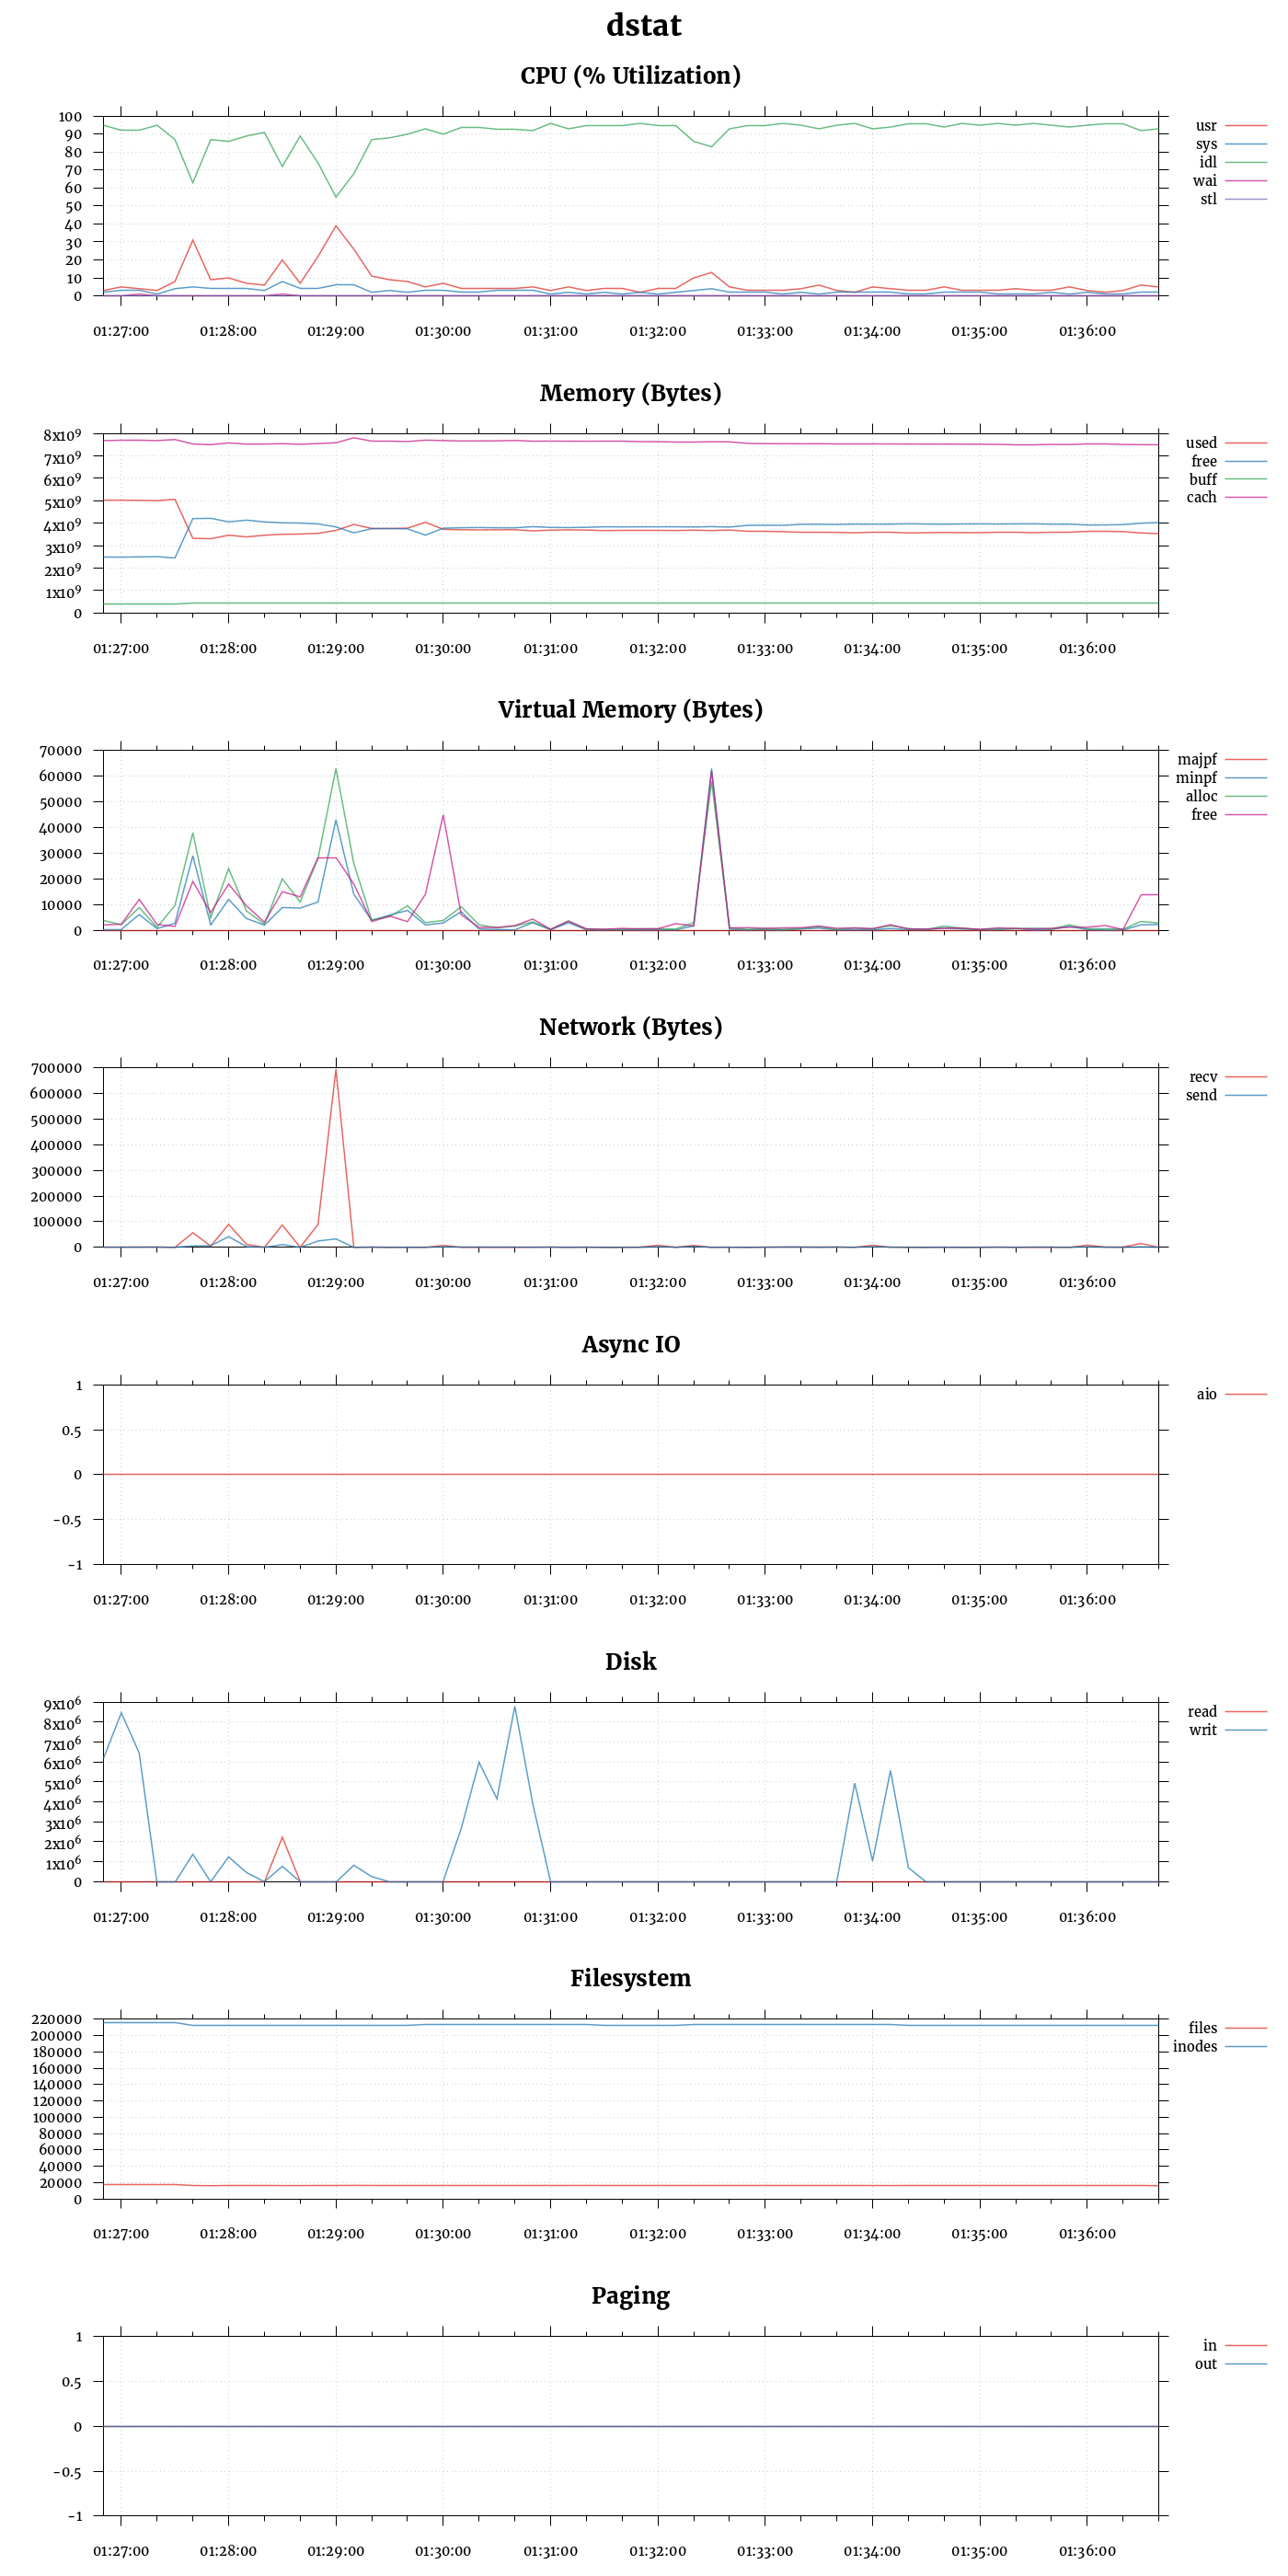 dstat
CPU (% Utilization)
100
90
80
70
60
50
40
30
20
10
0
01:27:00 01:28:00 01:29:00 01:30:00 01:31:00 01:32:00 01:33:00 01:34:00 01:35:00 01:36:00
usr
sys
idl
wai
stl
Memory (Bytes)
8x10⁹
7x10⁹
6x10⁹
5x10⁹
4x10⁹
3x10⁹
2x10⁹
1x10⁹
0
01:27:00 01:28:00 01:29:00 01:30:00 01:31:00 01:32:00 01:33:00 01:34:00 01:35:00 01:36:00
used
free
buff
cach
Virtual Memory (Bytes)
70000
60000
50000
40000
30000
20000
10000
0
01:27:00 01:28:00 01:29:00 01:30:00 01:31:00 01:32:00 01:33:00 01:34:00 01:35:00 01:36:00
majpf
minpf
alloc
free
Network (Bytes)
700000
600000
500000
400000
300000
200000
100000
0
01:27:00 01:28:00 01:29:00 01:30:00 01:31:00 01:32:00 01:33:00 01:34:00 01:35:00 01:36:00
recv
send
Async IO
1
0.5
0
-0.5
-1
01:27:00 01:28:00 01:29:00 01:30:00 01:31:00 01:32:00 01:33:00 01:34:00 01:35:00 01:36:00
aio
Disk
9x10⁶
8x10⁶
7x10⁶
6x10⁶
5x10⁶
4x10⁶
3x10⁶
2x10⁶
1x10⁶
0
01:27:00 01:28:00 01:29:00 01:30:00 01:31:00 01:32:00 01:33:00 01:34:00 01:35:00 01:36:00
read
writ
Filesystem
220000
200000
180000
160000
140000
120000
100000
80000
60000
40000
20000
0
01:27:00 01:28:00 01:29:00 01:30:00 01:31:00 01:32:00 01:33:00 01:34:00 01:35:00 01:36:00
files
inodes
Paging
1
0.5
0
-0.5
-1
01:27:00 01:28:00 01:29:00 01:30:00 01:31:00 01:32:00 01:33:00 01:34:00 01:35:00 01:36:00
in
out